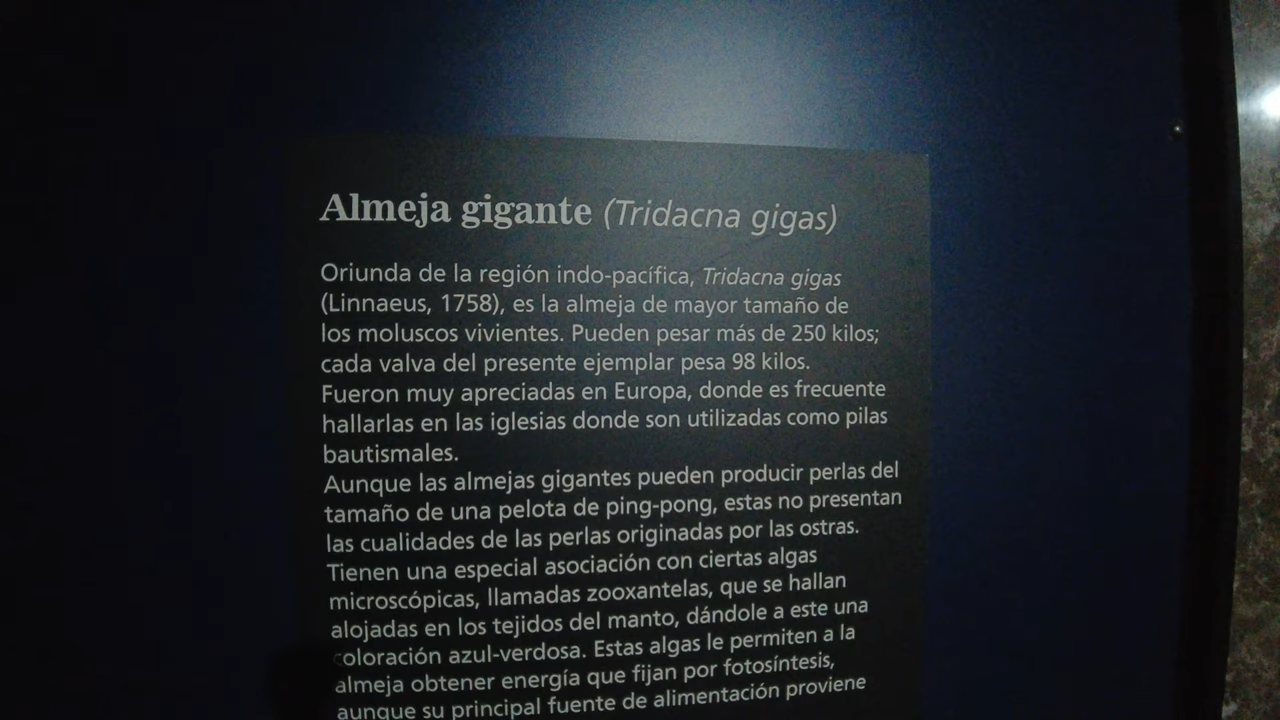 Almeja gigante (Tridacna gigas)
Oriunda de la región indo-pacífica, Tridacna gigas
(Linnaeus, 1758), es la almeja de mayor tamaño de
los moluscos vivientes. Pueden pesar más de 250 kilos;
cada valva del presente ejemplar pesa 98 kilos.
Fueron muy apreciadas en Europa, donde es frecuente
hallarlas en las iglesias donde son utilizadas como pilas
bautismales.
Aunque las almejas gigantes pueden producir perlas del
tamaño de una pelota de ping-pong, estas no presentan
las cualidades de las perlas originadas por las ostras.
Tienen una especial asociación con ciertas algas
microscópicas, llamadas zooxantelas, que se hallan
alojadas en los tejidos del manto, dándole a este una
coloración azul-verdosa. Estas algas le permiten a la
almeja obtener energía que fijan por fotosíntesis,
aunque su principal fuente de alimentación proviene